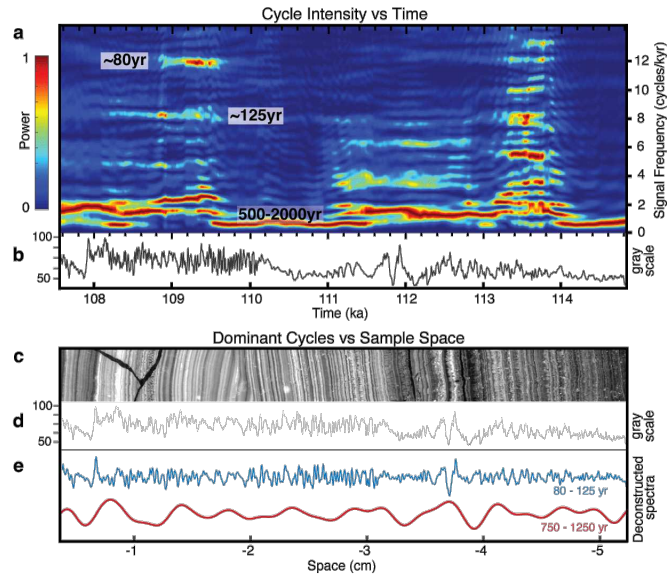 Cycle Intensity vs Time
a
1
Power
0
~80yr
~125yr
500-2000yr
12
10
8
6
4
2
0
Signal Frequency (cycles/kyr)
b
100
50
gray
scale
108 109 110 111 112 113 114
Time (ka)
Dominant Cycles vs Sample Space
c
d
100
50
gray
scale
e
80 - 125 yr
750 - 1250 yr
Deconstructed
spectra
-1 -2 -3 -4 -5
Space (cm)